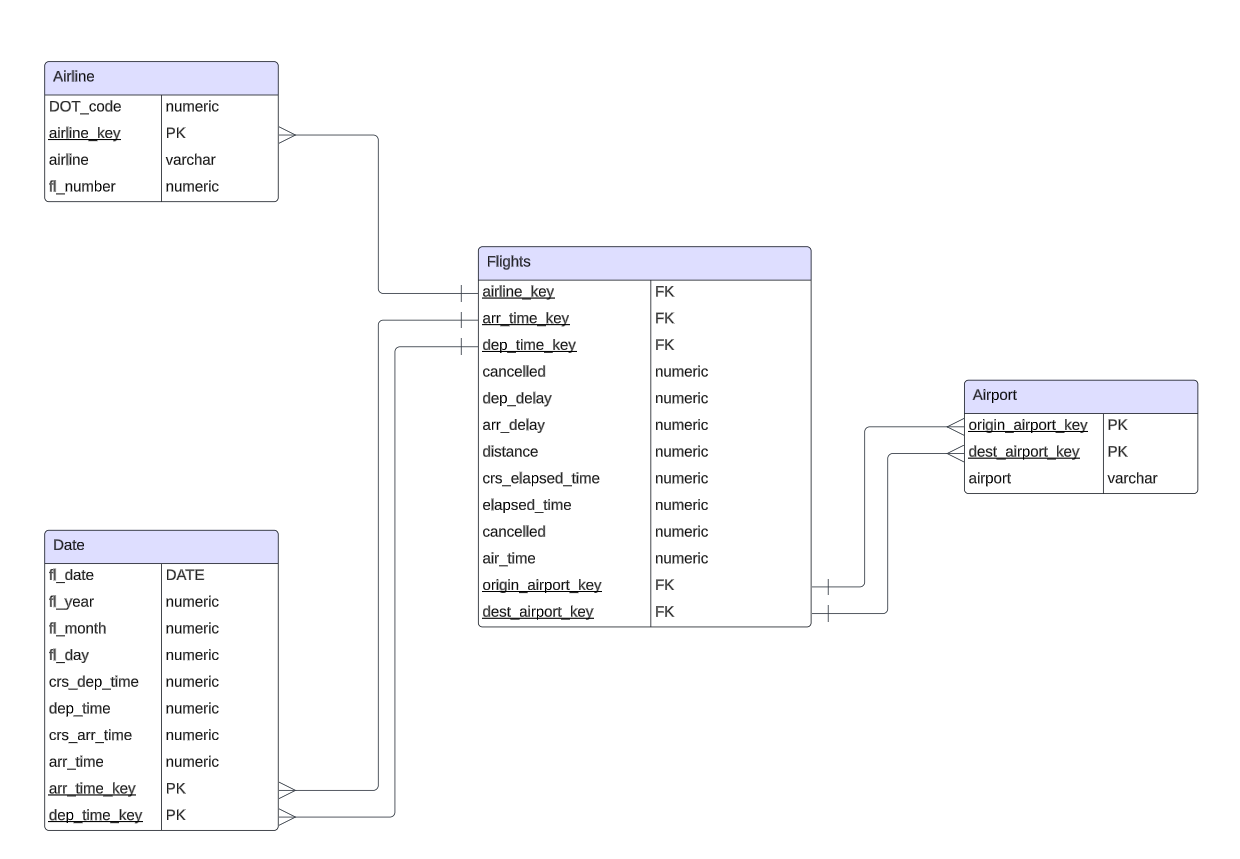 Airline
DOT_code numeric
airline_key PK
airline varchar
fl_number numeric
Flights
airline_key FK
arr_time_key FK
dep_time_key FK
cancelled numeric
dep_delay numeric
arr_delay numeric
distance numeric
crs_elapsed_time numeric
elapsed_time numeric
cancelled numeric
air_time numeric
origin_airport_key FK
dest_airport_key FK
Airport
origin_airport_key PK
dest_airport_key PK
airport varchar
Date
fl_date DATE
fl_year numeric
fl_month numeric
fl_day numeric
crs_dep_time numeric
dep_time numeric
crs_arr_time numeric
arr_time numeric
arr_time_key PK
dep_time_key PK